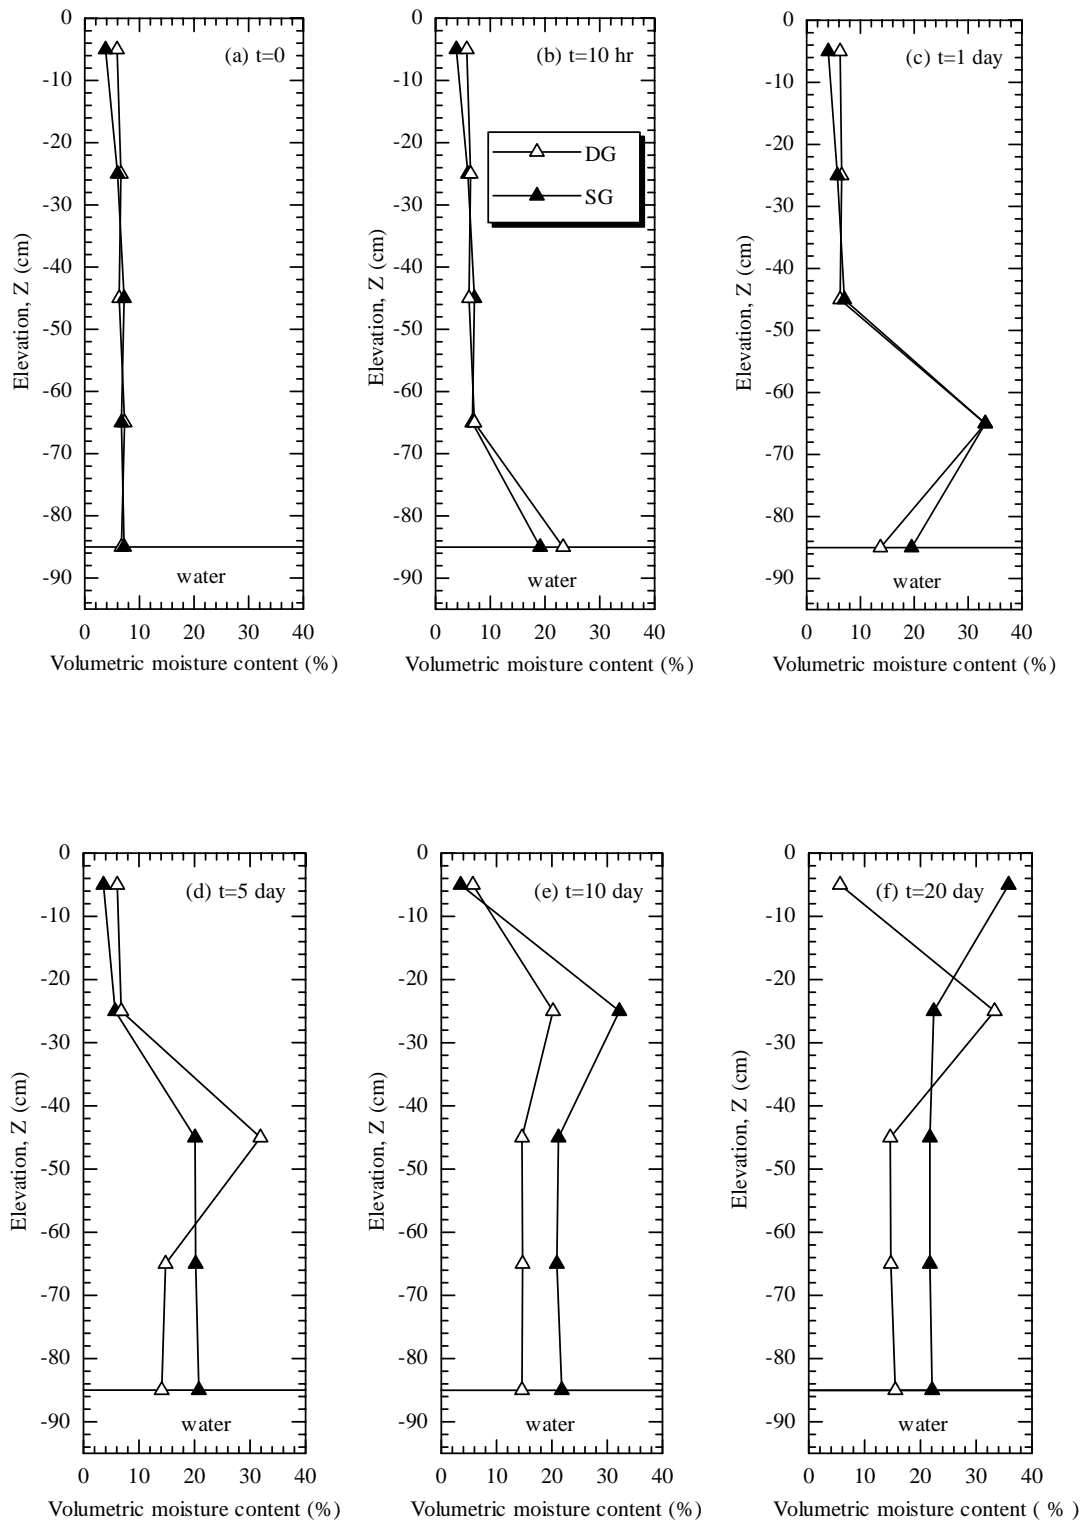 (a) t=0
0
-10
-20
-30
-40
-50
-60
-70
-80
-90
Elevation, Z (cm)
water
0 10 20 30 40
Volumetric moisture content (%)
(b) t=10 hr
DG
SG
0
-10
-20
-30
-40
-50
-60
-70
-80
-90
Elevation, Z (cm)
water
0 10 20 30 40
Volumetric moisture content (%)
(c) t=1 day
0
-10
-20
-30
-40
-50
-60
-70
-80
-90
Elevation, Z (cm)
water
0 10 20 30 40
Volumetric moisture content (%)
(d) t=5 day
0
-10
-20
-30
-40
-50
-60
-70
-80
-90
Elevation, Z (cm)
water
0 10 20 30 40
Volumetric moisture content (%)
(e) t=10 day
0
-10
-20
-30
-40
-50
-60
-70
-80
-90
Elevation, Z (cm)
water
0 10 20 30 40
Volumetric moisture content (%)
(f) t=20 day
0
-10
-20
-30
-40
-50
-60
-70
-80
-90
Elevation, Z (cm)
water
0 10 20 30 40
Volumetric moisture content ( % )